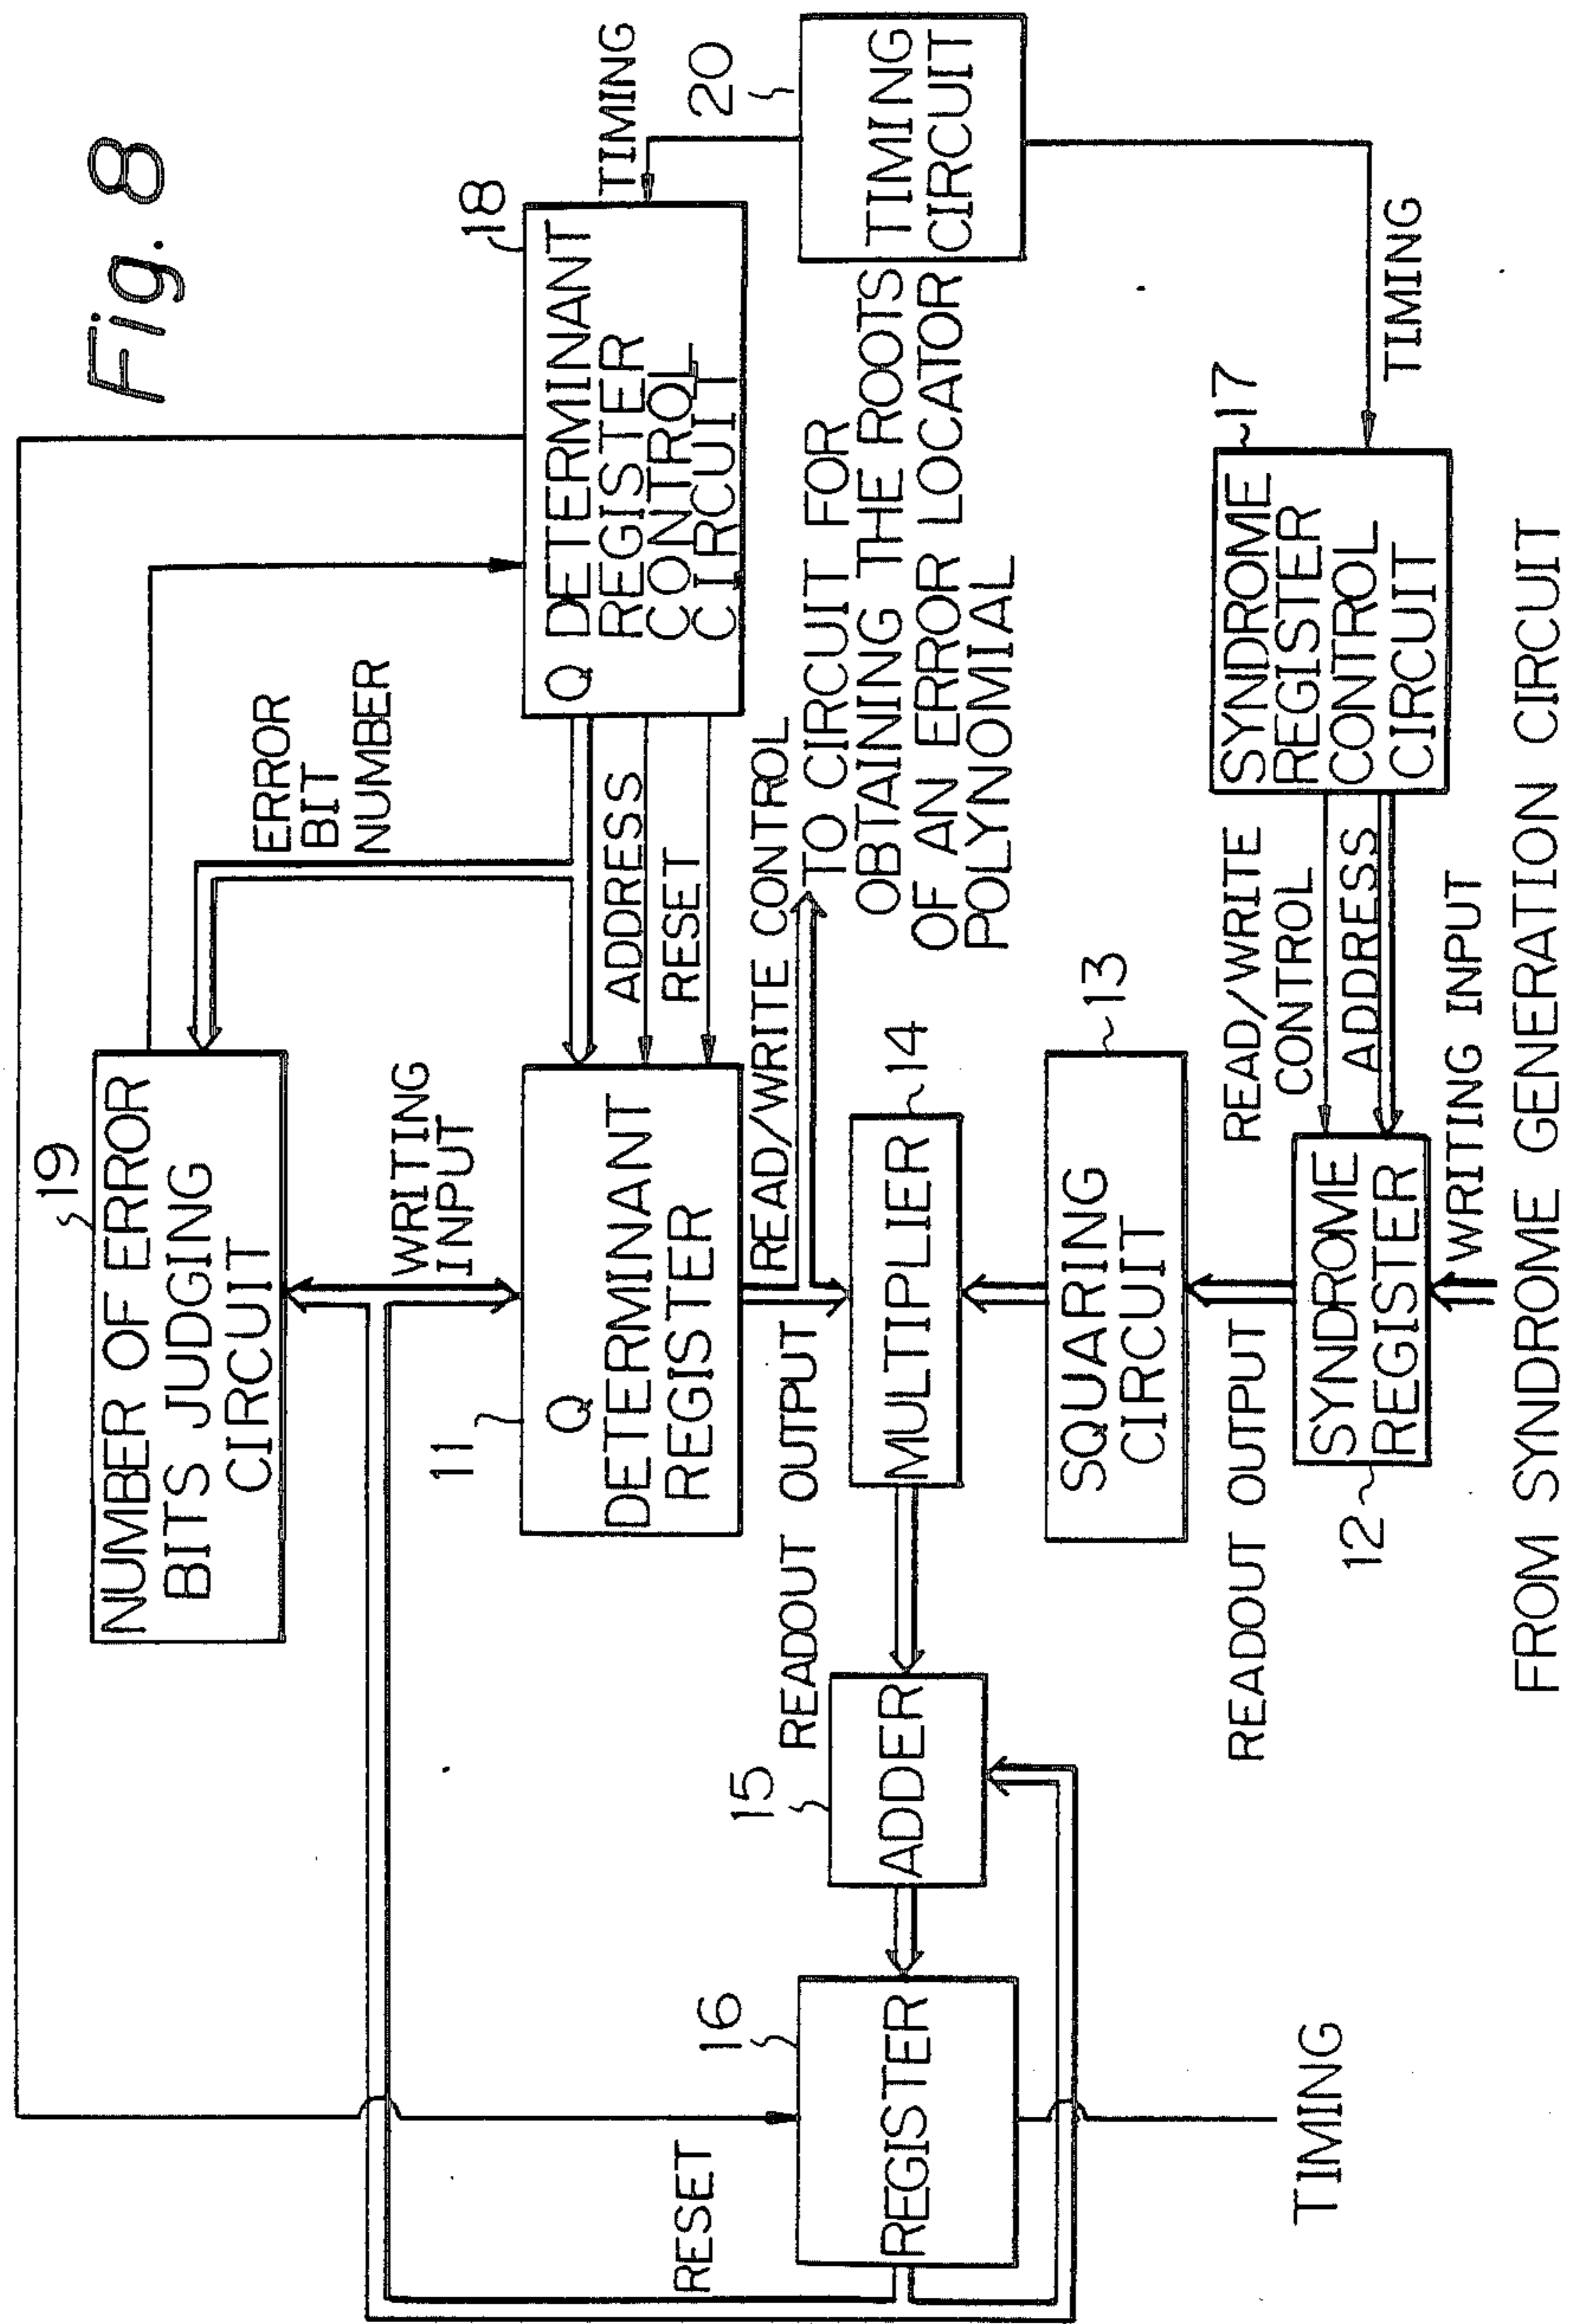 Fig. 8
19
NUMBER OF ERROR
BITS JUDGING
CIRCUIT
ERROR
BIT
NUMBER
WRITING
INPUT
18
Q DETERMINANT
REGISTER
CONTROL
CIRCUIT
TIMING
11
Q
DETERMINANT
REGISTER
ADDRESS
RESET
READ/WRITE CONTROL
20
TIMING
CIRCUIT
RESET
16
REGISTER
15
ADDER
READOUT OUTPUT
14
MULTIPLIER
TO CIRCUIT FOR
OBTAINING THE ROOTS
OF AN ERROR LOCATOR
POLYNOMIAL
13
SQUARING
CIRCUIT
READOUT OUTPUT
READ/WRITE
CONTROL
ADDRESS
17
SYNDROME
REGISTER
CONTROL
CIRCUIT
TIMING
TIMING
12
SYNDROME
REGISTER
WRITING INPUT
FROM SYNDROME GENERATION CIRCUIT